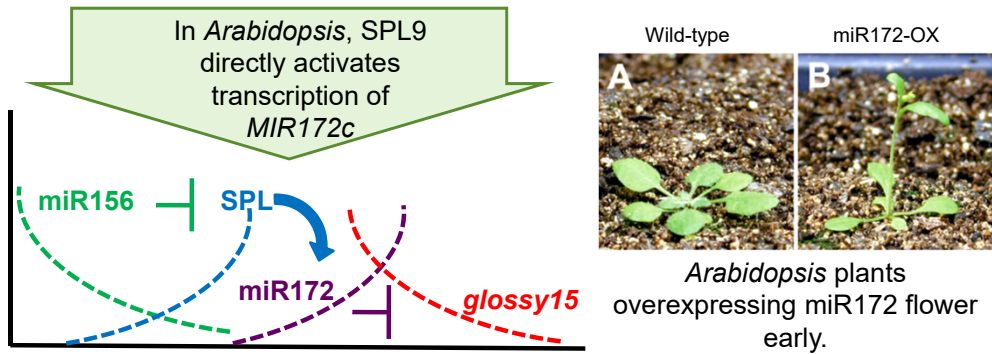 In Arabidopsis, SPL9
directly activates
transcription of
MIR172c
miR156
SPL
miR172
glossy15
Wild-type
miR172-OX
A
B
Arabidopsis plants
overexpressing miR172 flower
early.